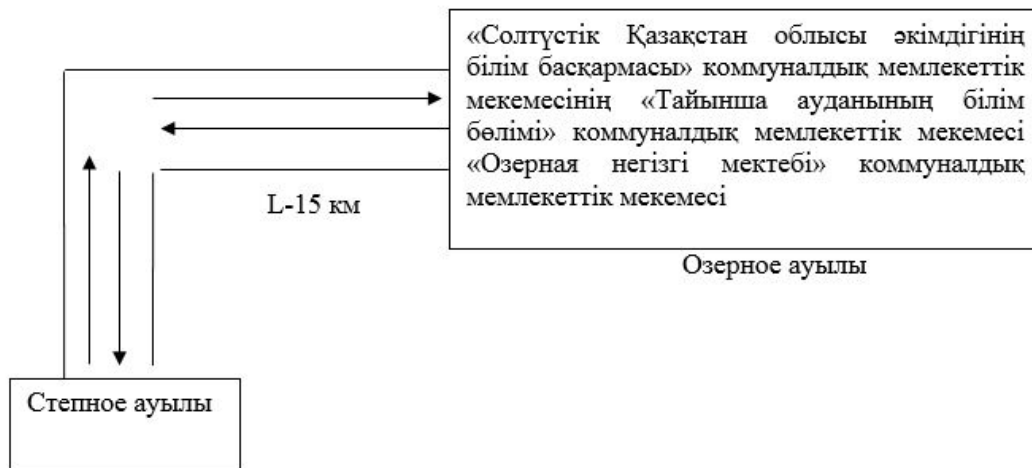 «Солтүстік Қазақстан облысы әкімдігінің
білім басқармасы» коммуналдық мемлекеттік
мекемесінің «Тайынша ауданының білім
бөлімі» коммуналдық мемлекеттік мекемесі
«Озерная негізгі мектебі» коммуналдық
мемлекеттік мекемесі
L-15 км
Озерное ауылы
Степное ауылы